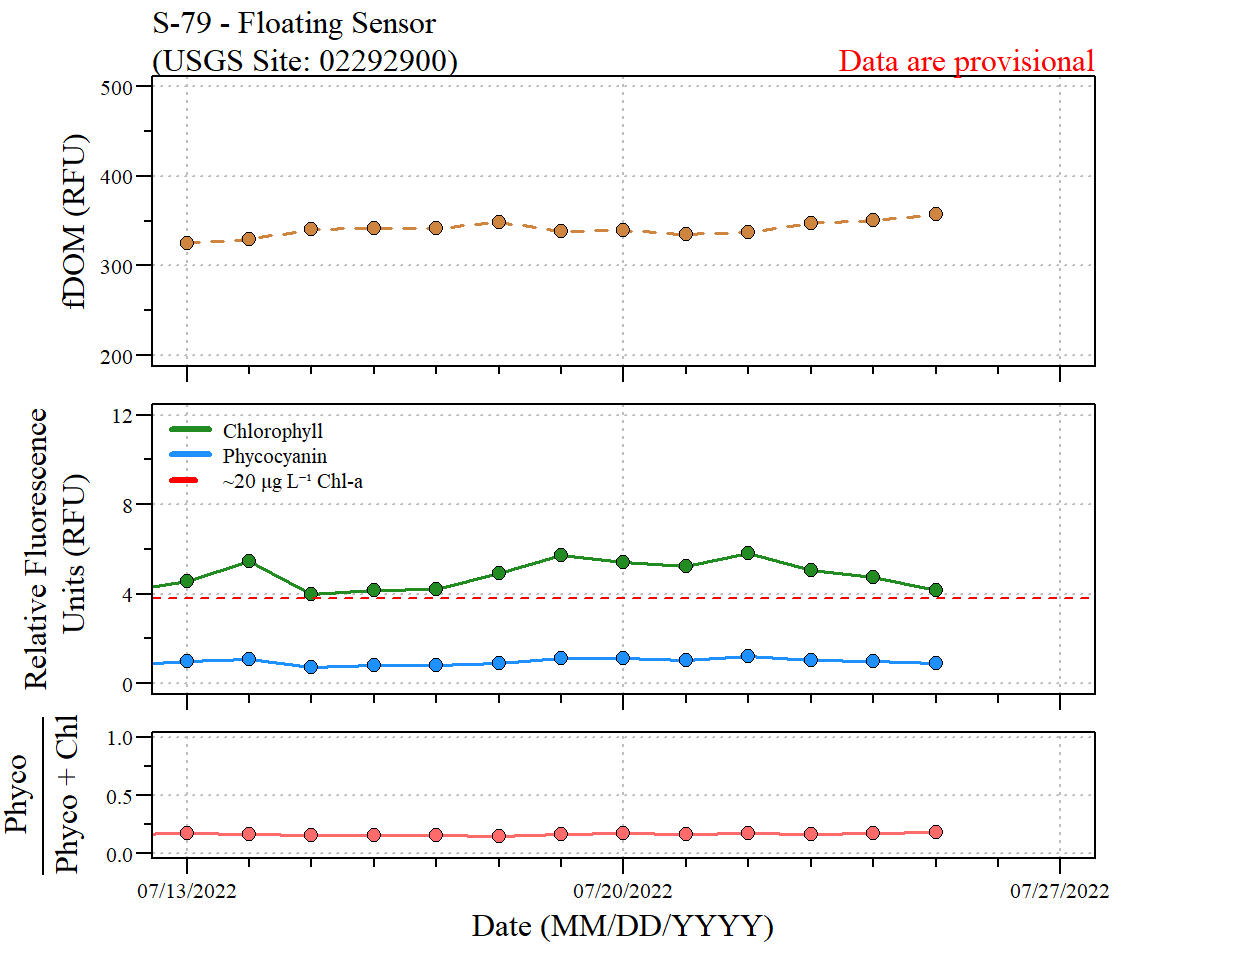 S-79 - Floating Sensor
(USGS Site: 02292900)
Data are provisional
fDOM (RFU)
500
400
300
200
Relative Fluorescence
Units (RFU)
12
8
4
0
Chlorophyll
Phycocyanin
~20 µg L⁻¹ Chl-a
Phyco
Phyco + Chl
1.0
0.5
0.0
07/13/2022
07/20/2022
07/27/2022
Date (MM/DD/YYYY)